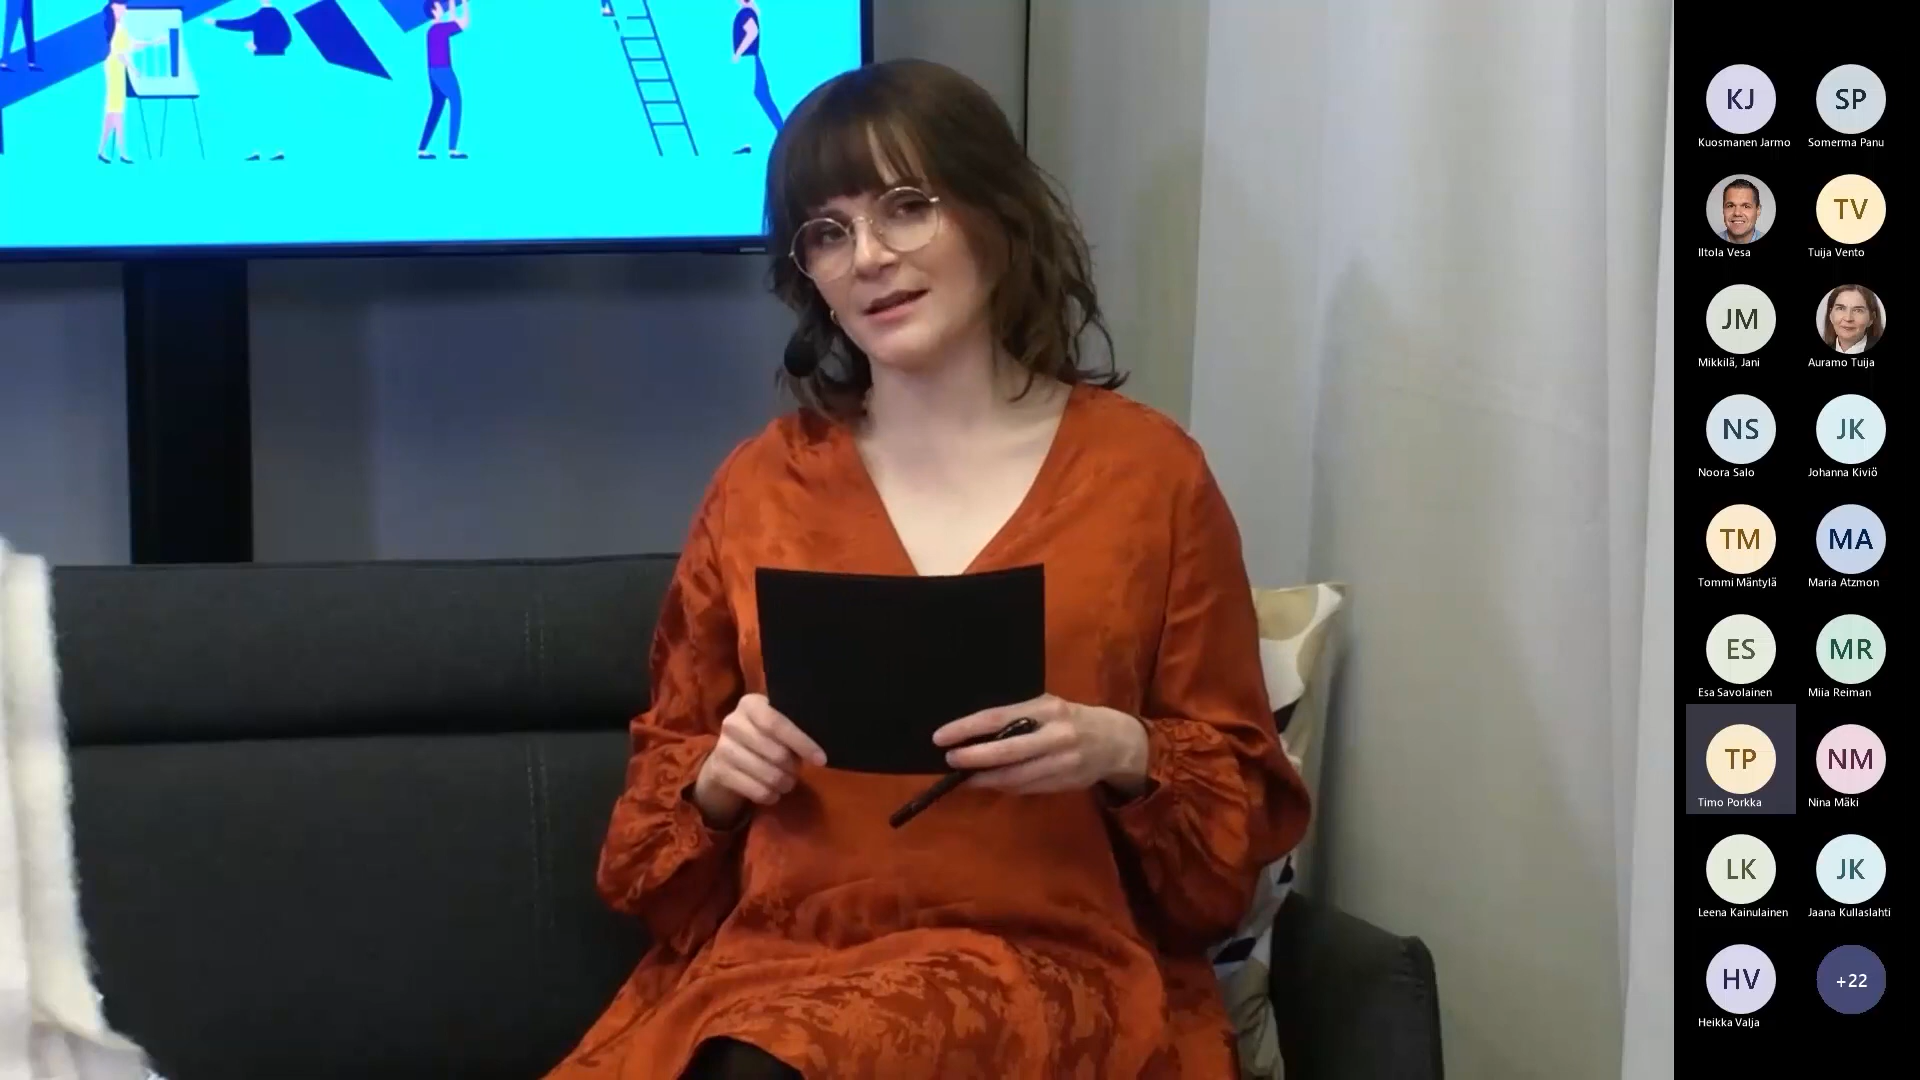 KJ
SP
Kuosmanen Jarmo
Somerma Panu
TV
Iltola Vesa
Tuija Vento
JM
Mikkilä, Jani
Auramo Tuija
NS
JK
Noora Salo
Johanna Kiviö
TM
MA
Tommi Mäntylä
Maria Atzmon
ES
MR
Esa Savolainen
Miia Reiman
TP
NM
Timo Porkka
Nina Mäki
LK
JK
Leena Kainulainen
Jaana Kullaslahti
HV
+22
Heikka Valja